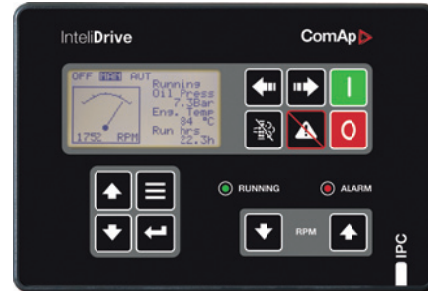 InteliDrive
ComAp
OFF MAN AUT
Running
Oil Press
7.3Bar
Eng. Temp
84 °C
Run hrs
22.3h
1752 RPM
RUNNING
ALARM
RPM
IPC